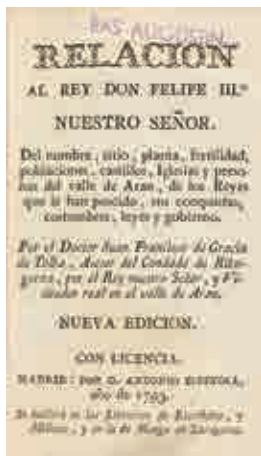 RELACION
AL REY DON FELIPE III.º
NUESTRO SEÑOR.
Del nombre, sitio, planta, fertilidad,
poblaciones, castillos, Iglesias y perso-
nas del valle de Aran, de los Reyes
que le han poseido, sus conquistas,
costumbres, leyes y gobierno.
Por el Doctor Juan Francisco de Gracia
de Tolba, Asesor del Condado de Riba-
gorza, por el Rey nuestro Señor, y Vi-
sitador real en el valle de Aran.
NUEVA EDICION.
CON LICENCIA.
MADRID: POR D. ANTONIO
año de 1793.
Se hallará en las Librerías de Escribano, y
y en la de Monge en Zaragoza.